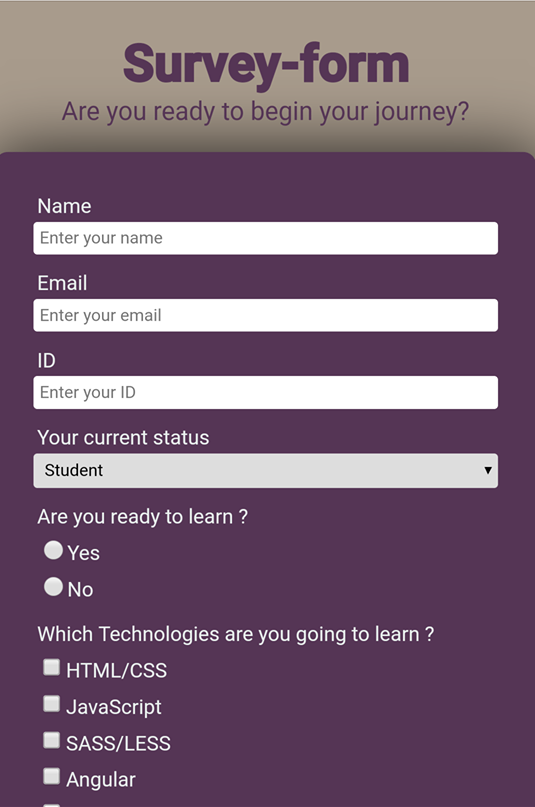 Survey-form
Are you ready to begin your journey?
Name
Enter your name
Email
Enter your email
ID
Enter your ID
Your current status
Student
Are you ready to learn ?
Yes
No
Which Technologies are you going to learn ?
HTML/CSS
JavaScript
SASS/LESS
Angular